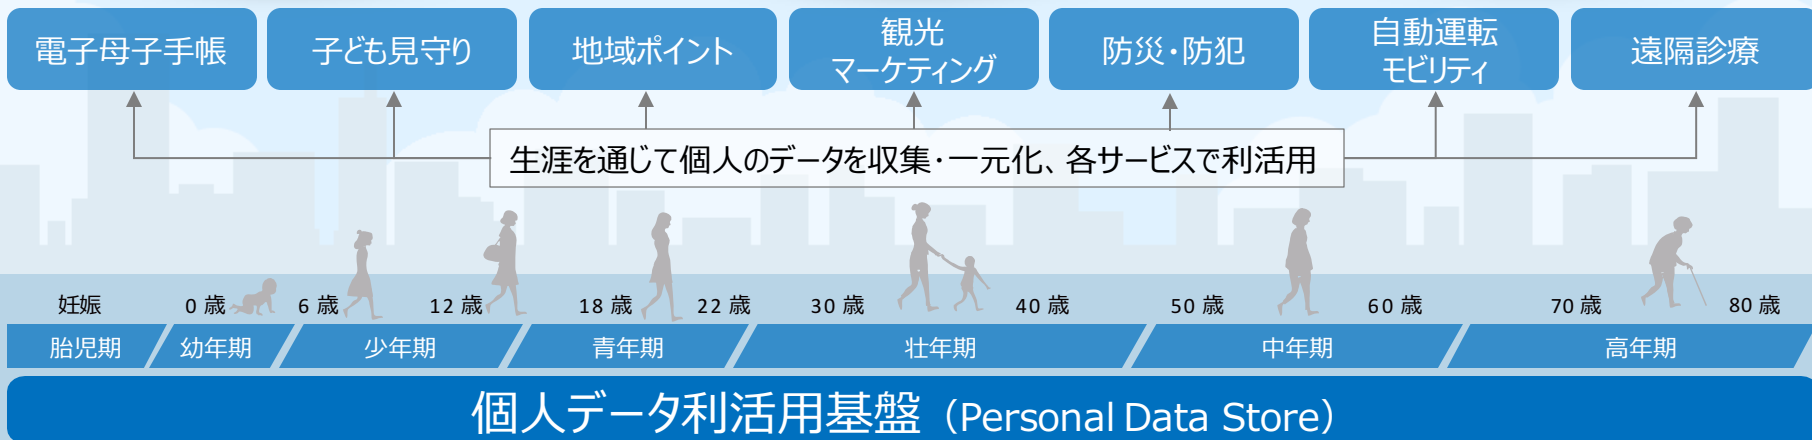 電子母子手帳
子ども見守り
地域ポイント
観光
マーケティング
防災・防犯
自動運転
モビリティ
遠隔診療
生涯を通じて個人のデータを収集・一元化、各サービスで利活用
妊娠
0 歳
6 歳
12 歳
18 歳
22 歳
30 歳
40 歳
50 歳
60 歳
70 歳
80 歳
胎児期
幼年期
少年期
青年期
壮年期
中年期
高年期
個人データ利活用基盤（Personal Data Store）